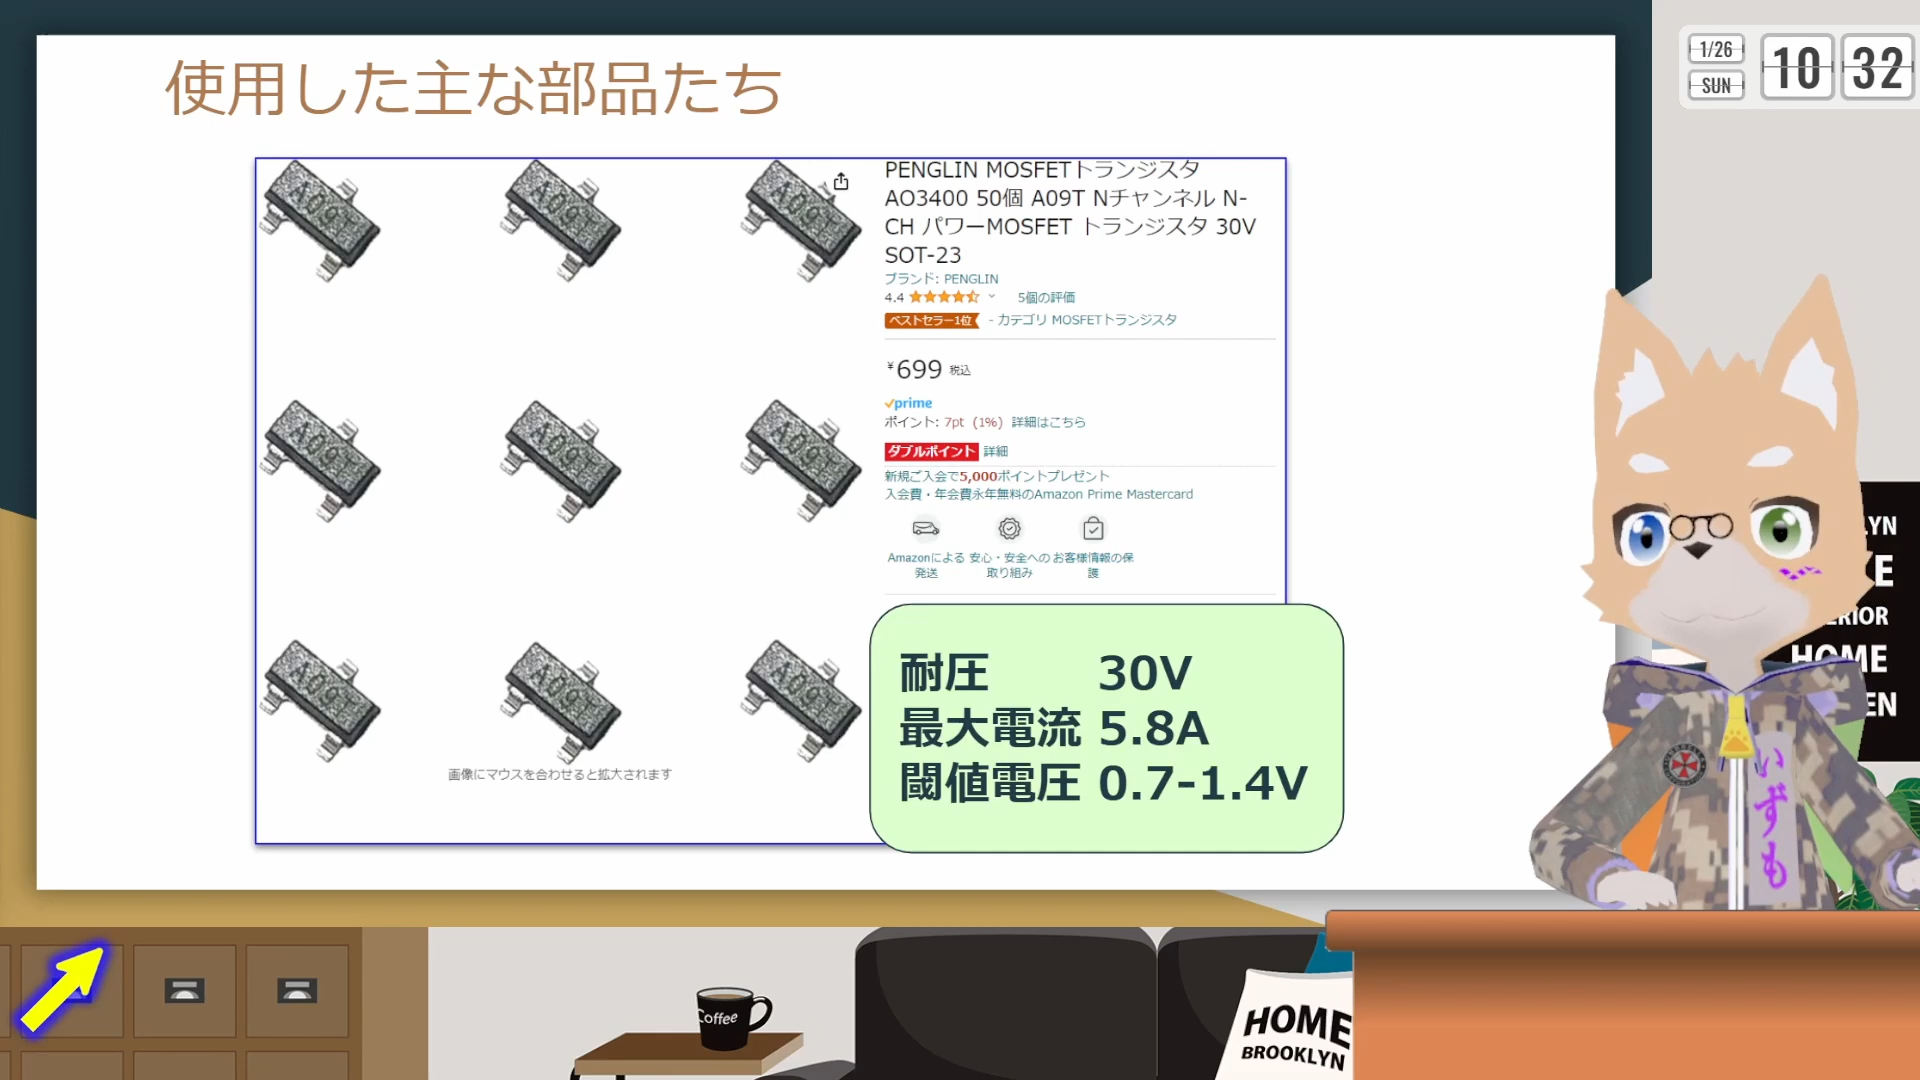 使用した主な部品たち
1/26
SUN
10 32
A09T
A09T
A09T
PENGLIN MOSFETトランジスタ
AO3400 50個 A09T Nチャンネル N-
CH パワーMOSFET トランジスタ 30V
SOT-23
ブランド: PENGLIN
4.4 5個の評価
ベストセラー1位 - カテゴリ MOSFETトランジスタ
¥699 税込
prime
ポイント: 7pt (1%) 詳細はこちら
ダブルポイント 詳細
新規ご入会で5,000ポイントプレゼント
入会費・年会費永年無料のAmazon Prime Mastercard
Amazonによる
発送
安心・安全への
取り組み
お客様情報の保
護
A09T
A09T
A09T
A09T
A09T
A09T
画像にマウスを合わせると拡大されます
耐圧 30V
最大電流 5.8A
閾値電圧 0.7-1.4V
LYN
E
ERIOR
HOME
EN
いずも
Coffee
HOME
BROOKLYN